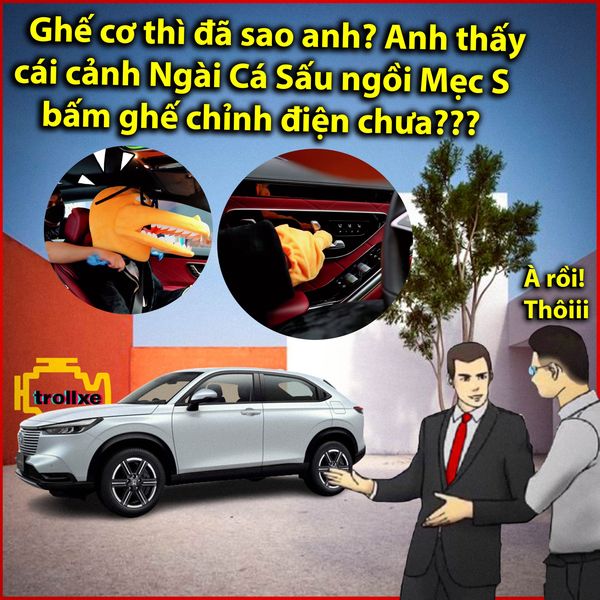 Ghế cơ thì đã sao anh? Anh thấy
cái cảnh Ngài Cá Sấu ngồi Mẹc S
bấm ghế chỉnh điện chưa???
À rồi!
Thôiii
trollxe